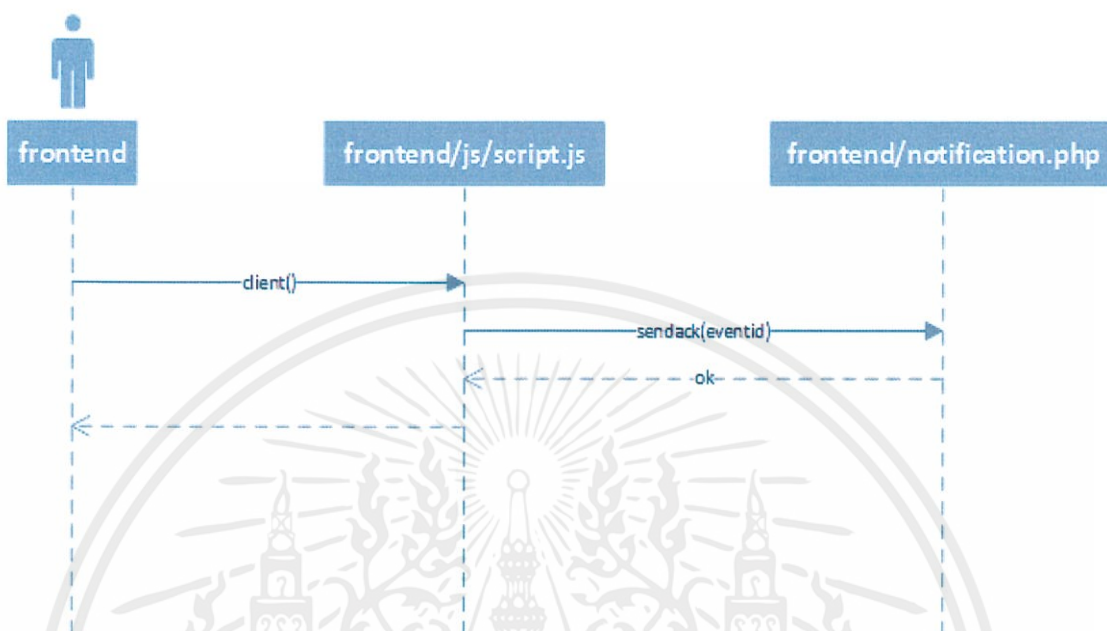 frontend
frontend/js/script.js
frontend/notification.php
client()
sendack(eventid)
ok